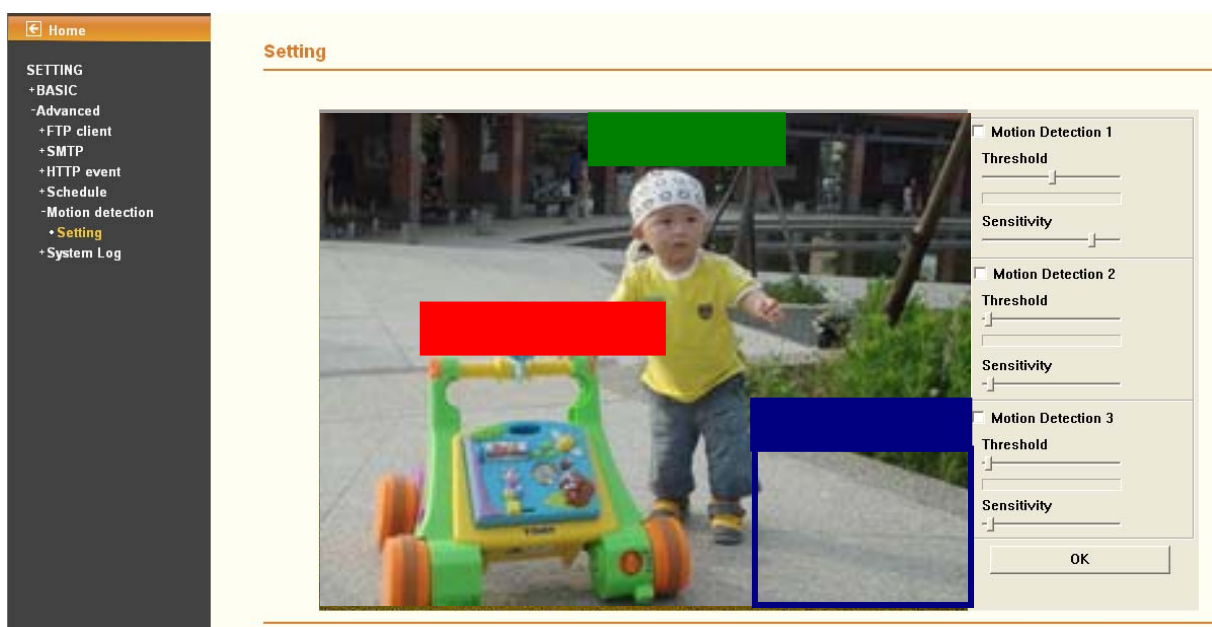 Home
SETTING
+BASIC
-Advanced
+FTP client
+SMTP
+HTTP event
+Schedule
-Motion detection
•Setting
+System Log
Setting
Motion Detection 1
Threshold
Sensitivity
Motion Detection 2
Threshold
Sensitivity
Motion Detection 3
Threshold
Sensitivity
OK